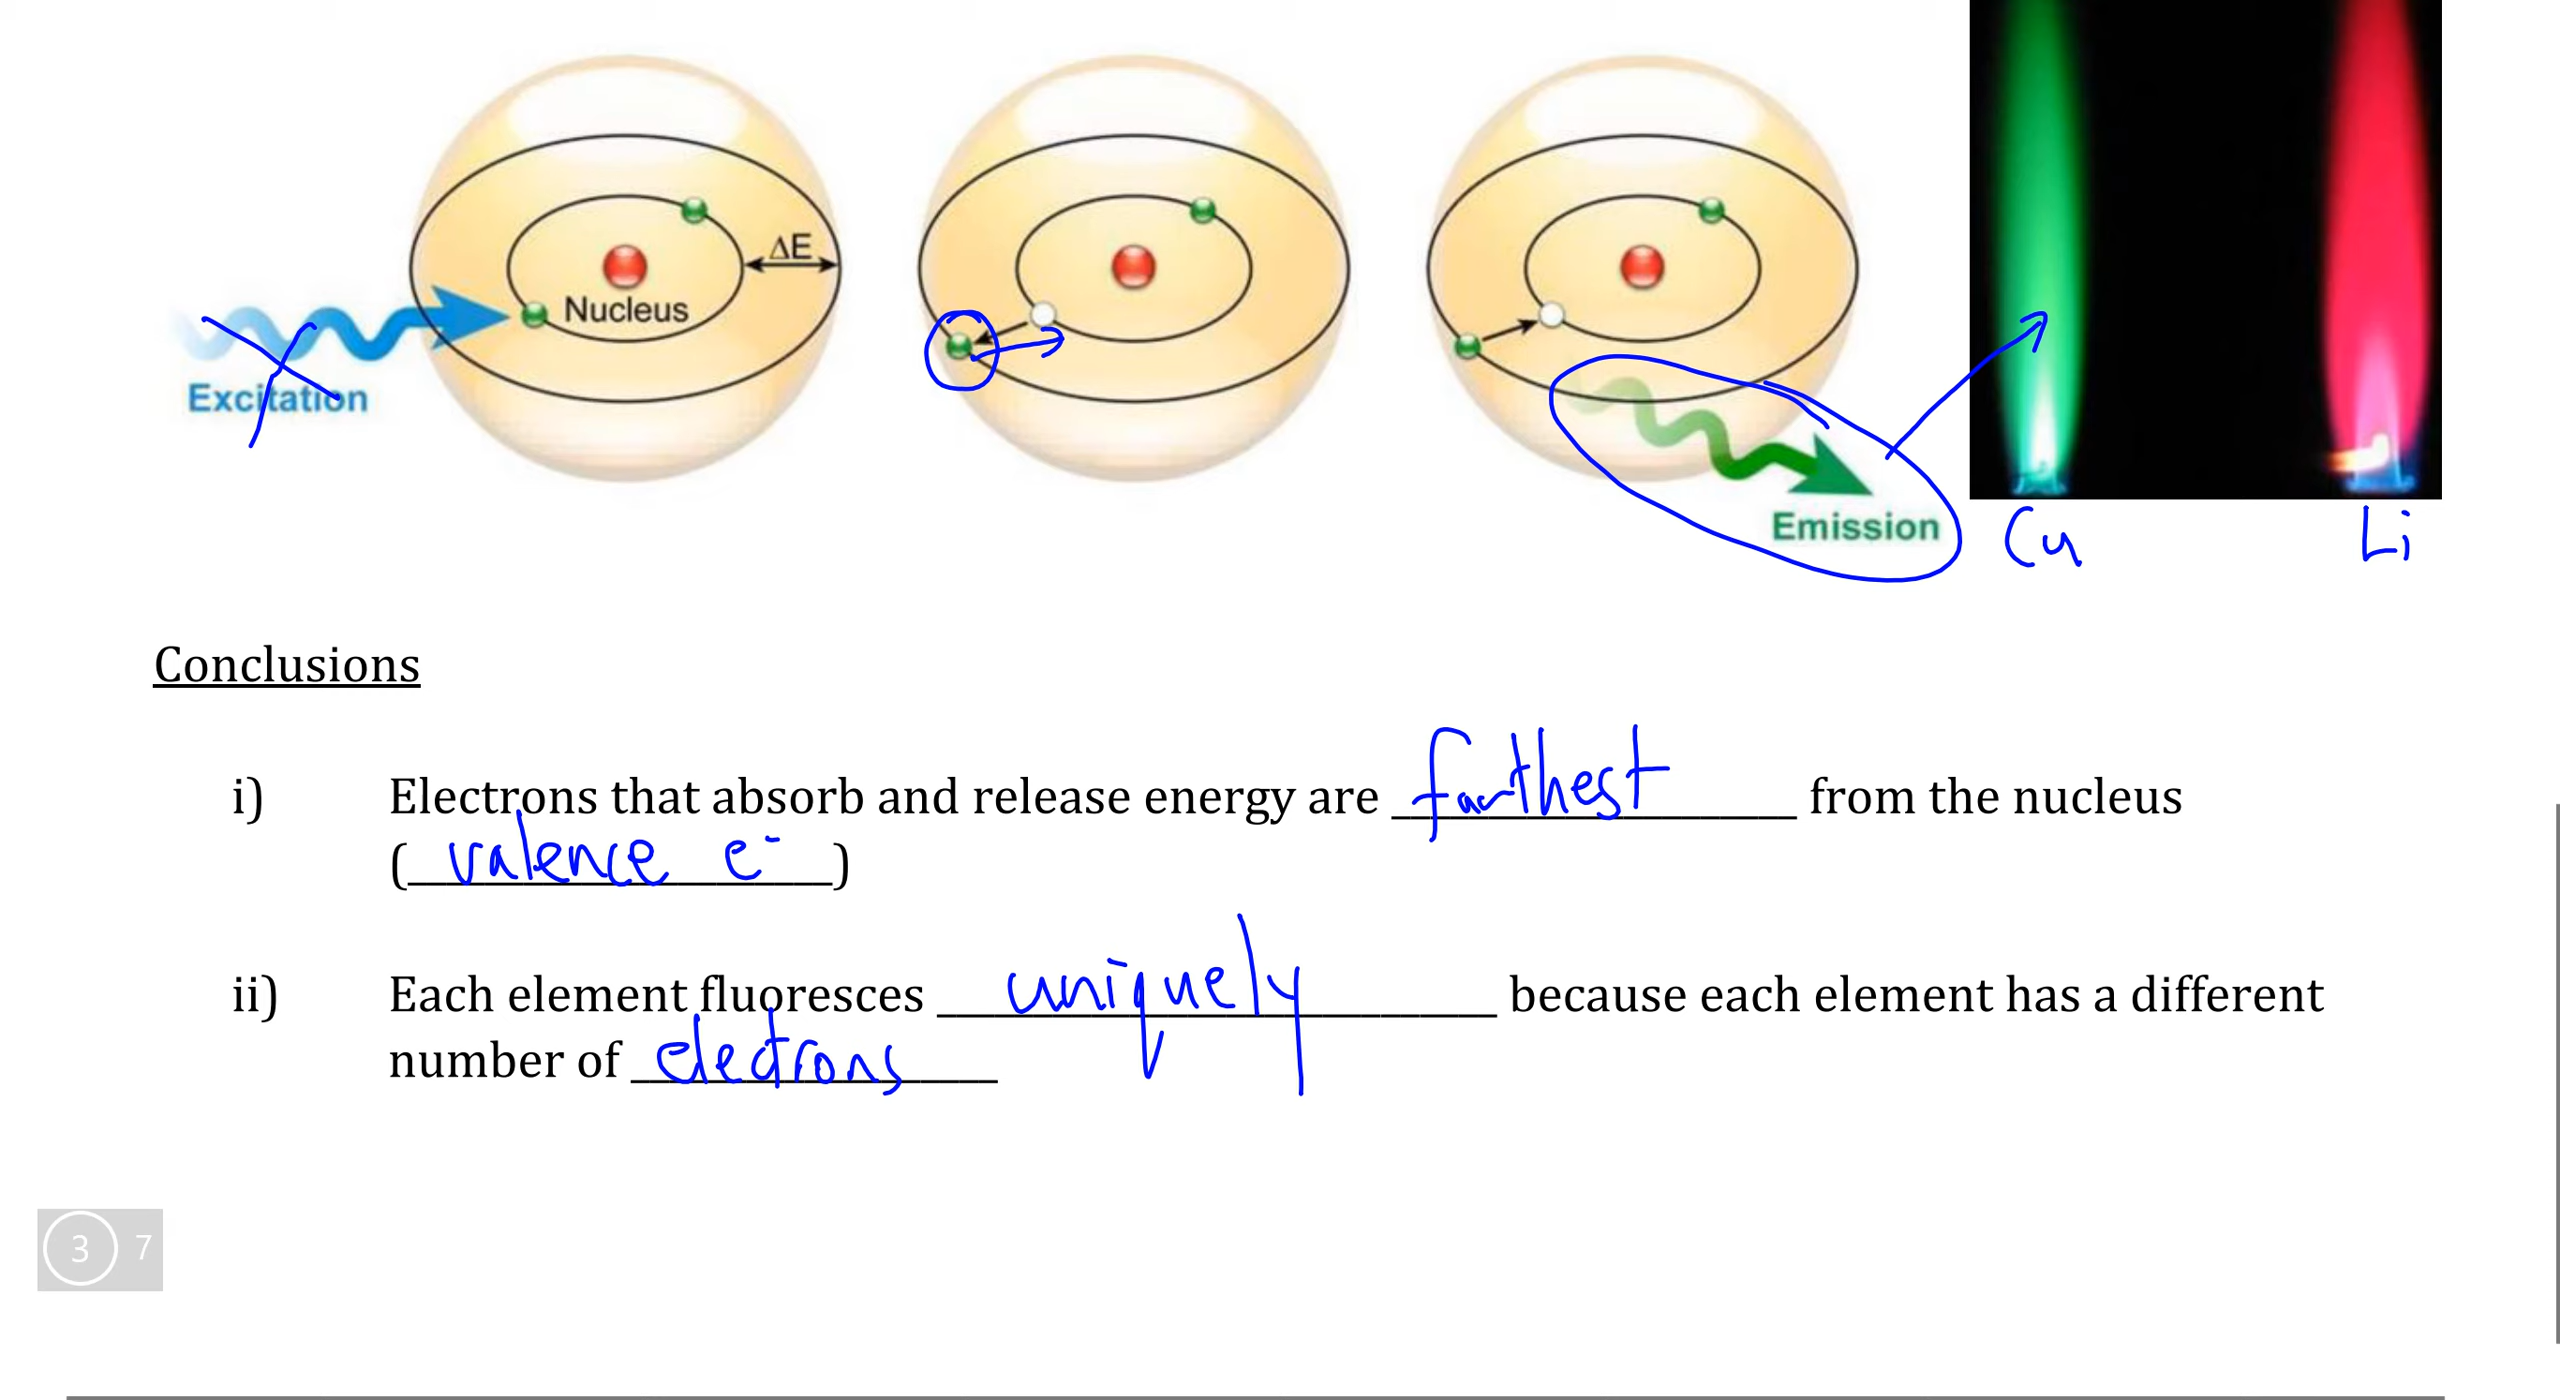 ΔE
Nucleus
Excitation
Emission
Cu
Li
Conclusions
i) Electrons that absorb and release energy are farthest from the nucleus
(valence e⁻)
ii) Each element fluoresces uniquely because each element has a different
number of electrons
3 7